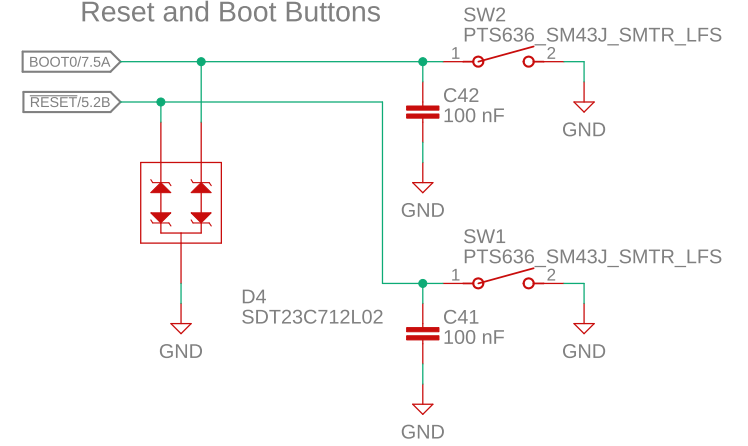 Reset and Boot Buttons
SW2
PTS636_SM43J_SMTR_LFS
BOOT0/7.5A
1
2
RESET/5.2B
C42
100 nF
GND
GND
SW1
PTS636_SM43J_SMTR_LFS
1
2
D4
SDT23C712L02
C41
100 nF
GND
GND
GND